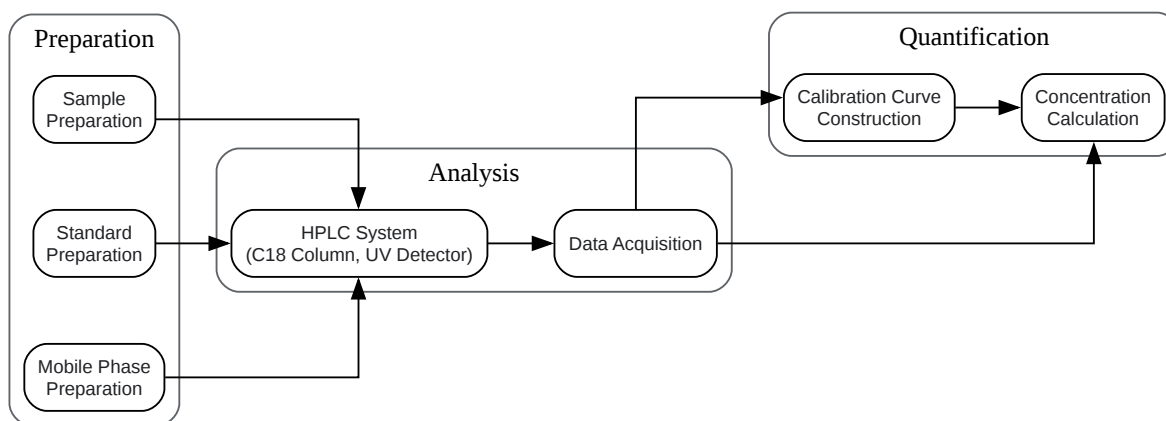 Preparation
Sample
Preparation
Standard
Preparation
Mobile Phase
Preparation
Analysis
HPLC System
(C18 Column, UV Detector)
Data Acquisition
Quantification
Calibration Curve
Construction
Concentration
Calculation